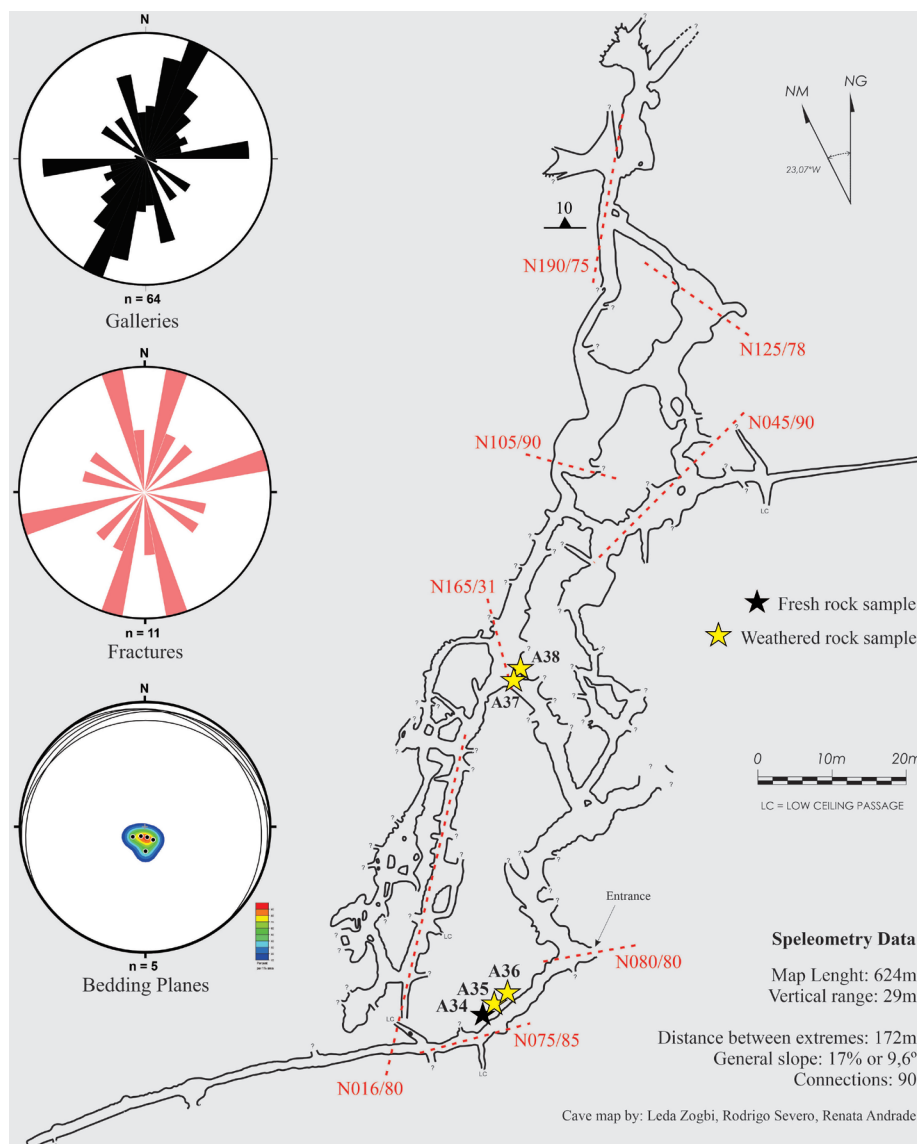 N
n = 64
Galleries
N
n = 11
Fractures
N
n = 5
Bedding Planes
NM
NG
23,07°W
10
N190/75
N125/78
N045/90
N105/90
LC
N165/31
Fresh rock sample
Weathered rock sample
A38
A37
0 10m 20m
LC = LOW CEILING PASSAGE
Entrance
LC
N080/80
A36
A35
A34
LC
N075/85
LC
N016/80
Speleometry Data
Map Lenght: 624m
Vertical range: 29m
Distance between extremes: 172m
General slope: 17% or 9,6º
Connections: 90
Cave map by: Leda Zogbi, Rodrigo Severo, Renata Andrade